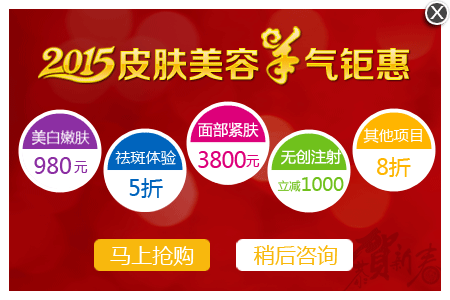 2015皮肤美容羊气钜惠
美白嫩肤
980元
祛斑体验
5折
面部紧肤
3800元
无创注射
立减1000
其他项目
8折
马上抢购
稍后咨询